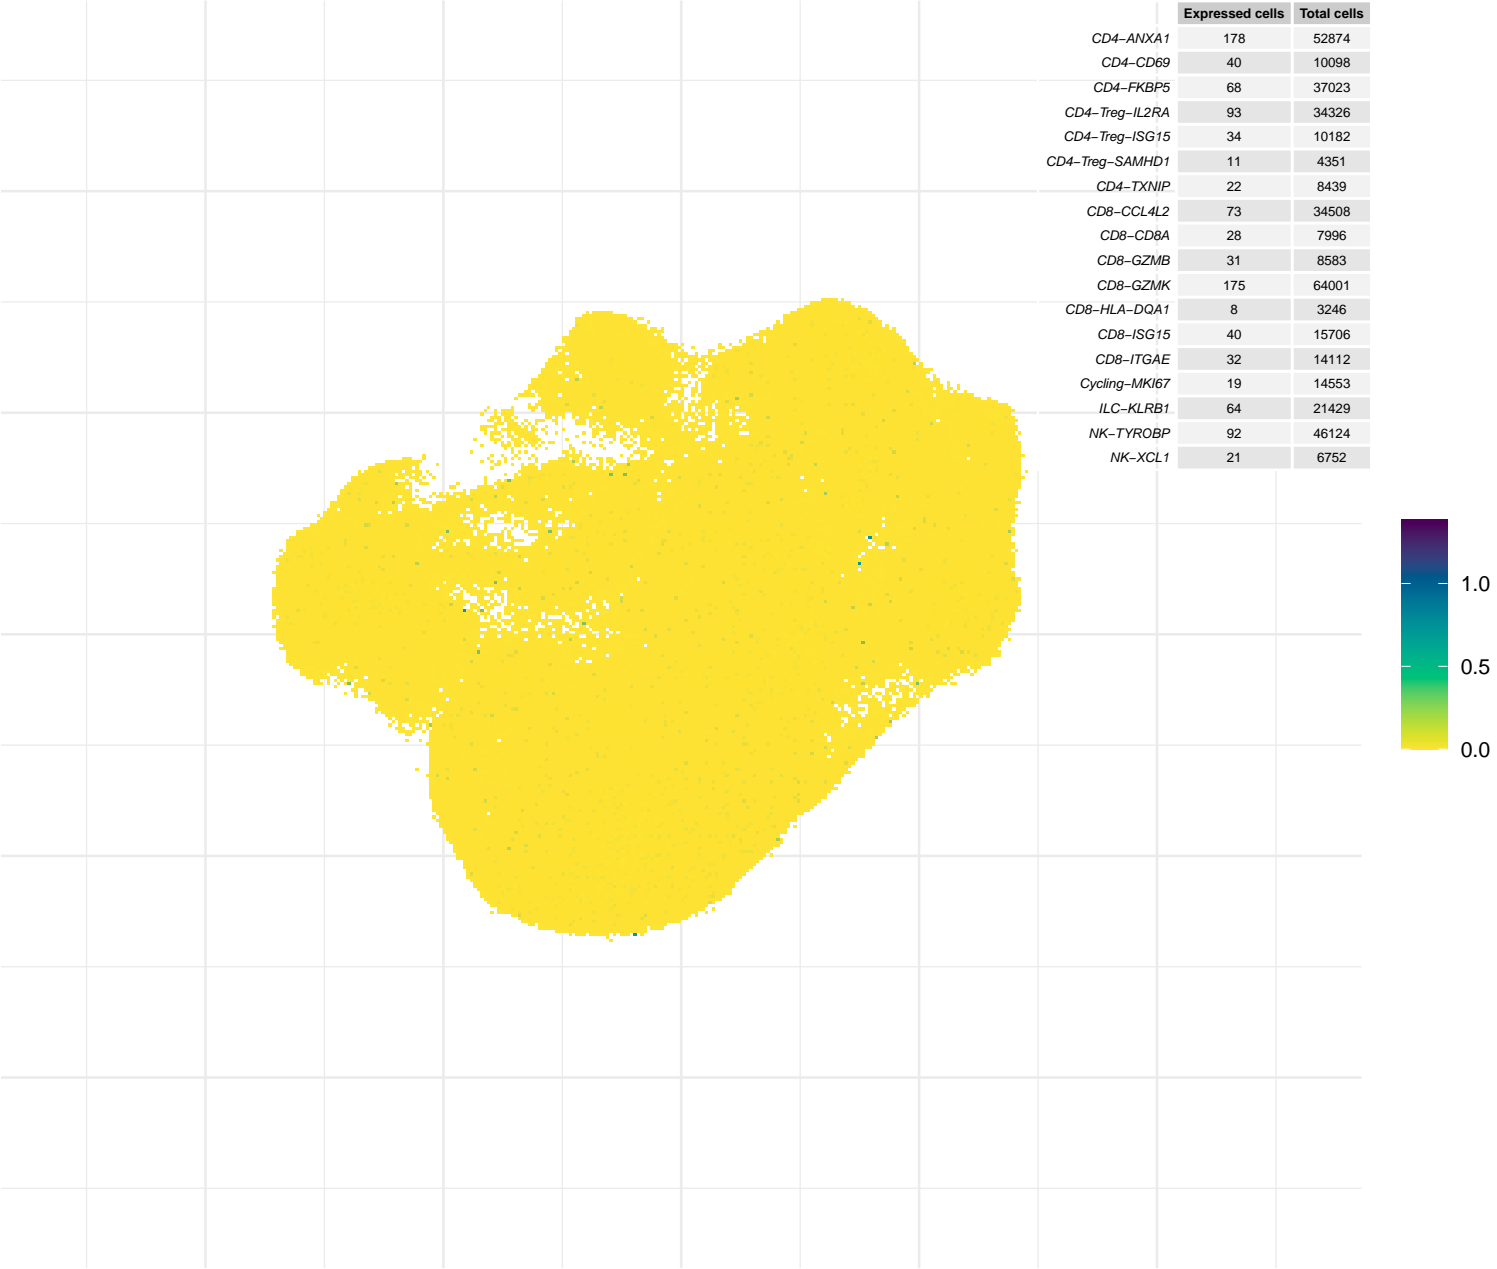 Expressed cells Total cells
CD4−ANXA1 178 52874
CD4−CD69 40 10098
CD4−FKBP5 68 37023
CD4−Treg−IL2RA 93 34326
CD4−Treg−ISG15 34 10182
CD4−Treg−SAMHD1 11 4351
CD4−TXNIP 22 8439
CD8−CCL4L2 73 34508
CD8−CD8A 28 7996
CD8−GZMB 31 8583
CD8−GZMK 175 64001
CD8−HLA−DQA1 8 3246
CD8−ISG15 40 15706
CD8−ITGAE 32 14112
Cycling−MKI67 19 14553
ILC−KLRB1 64 21429
NK−TYROBP 92 46124
NK−XCL1 21 6752
1.0
0.5
0.0